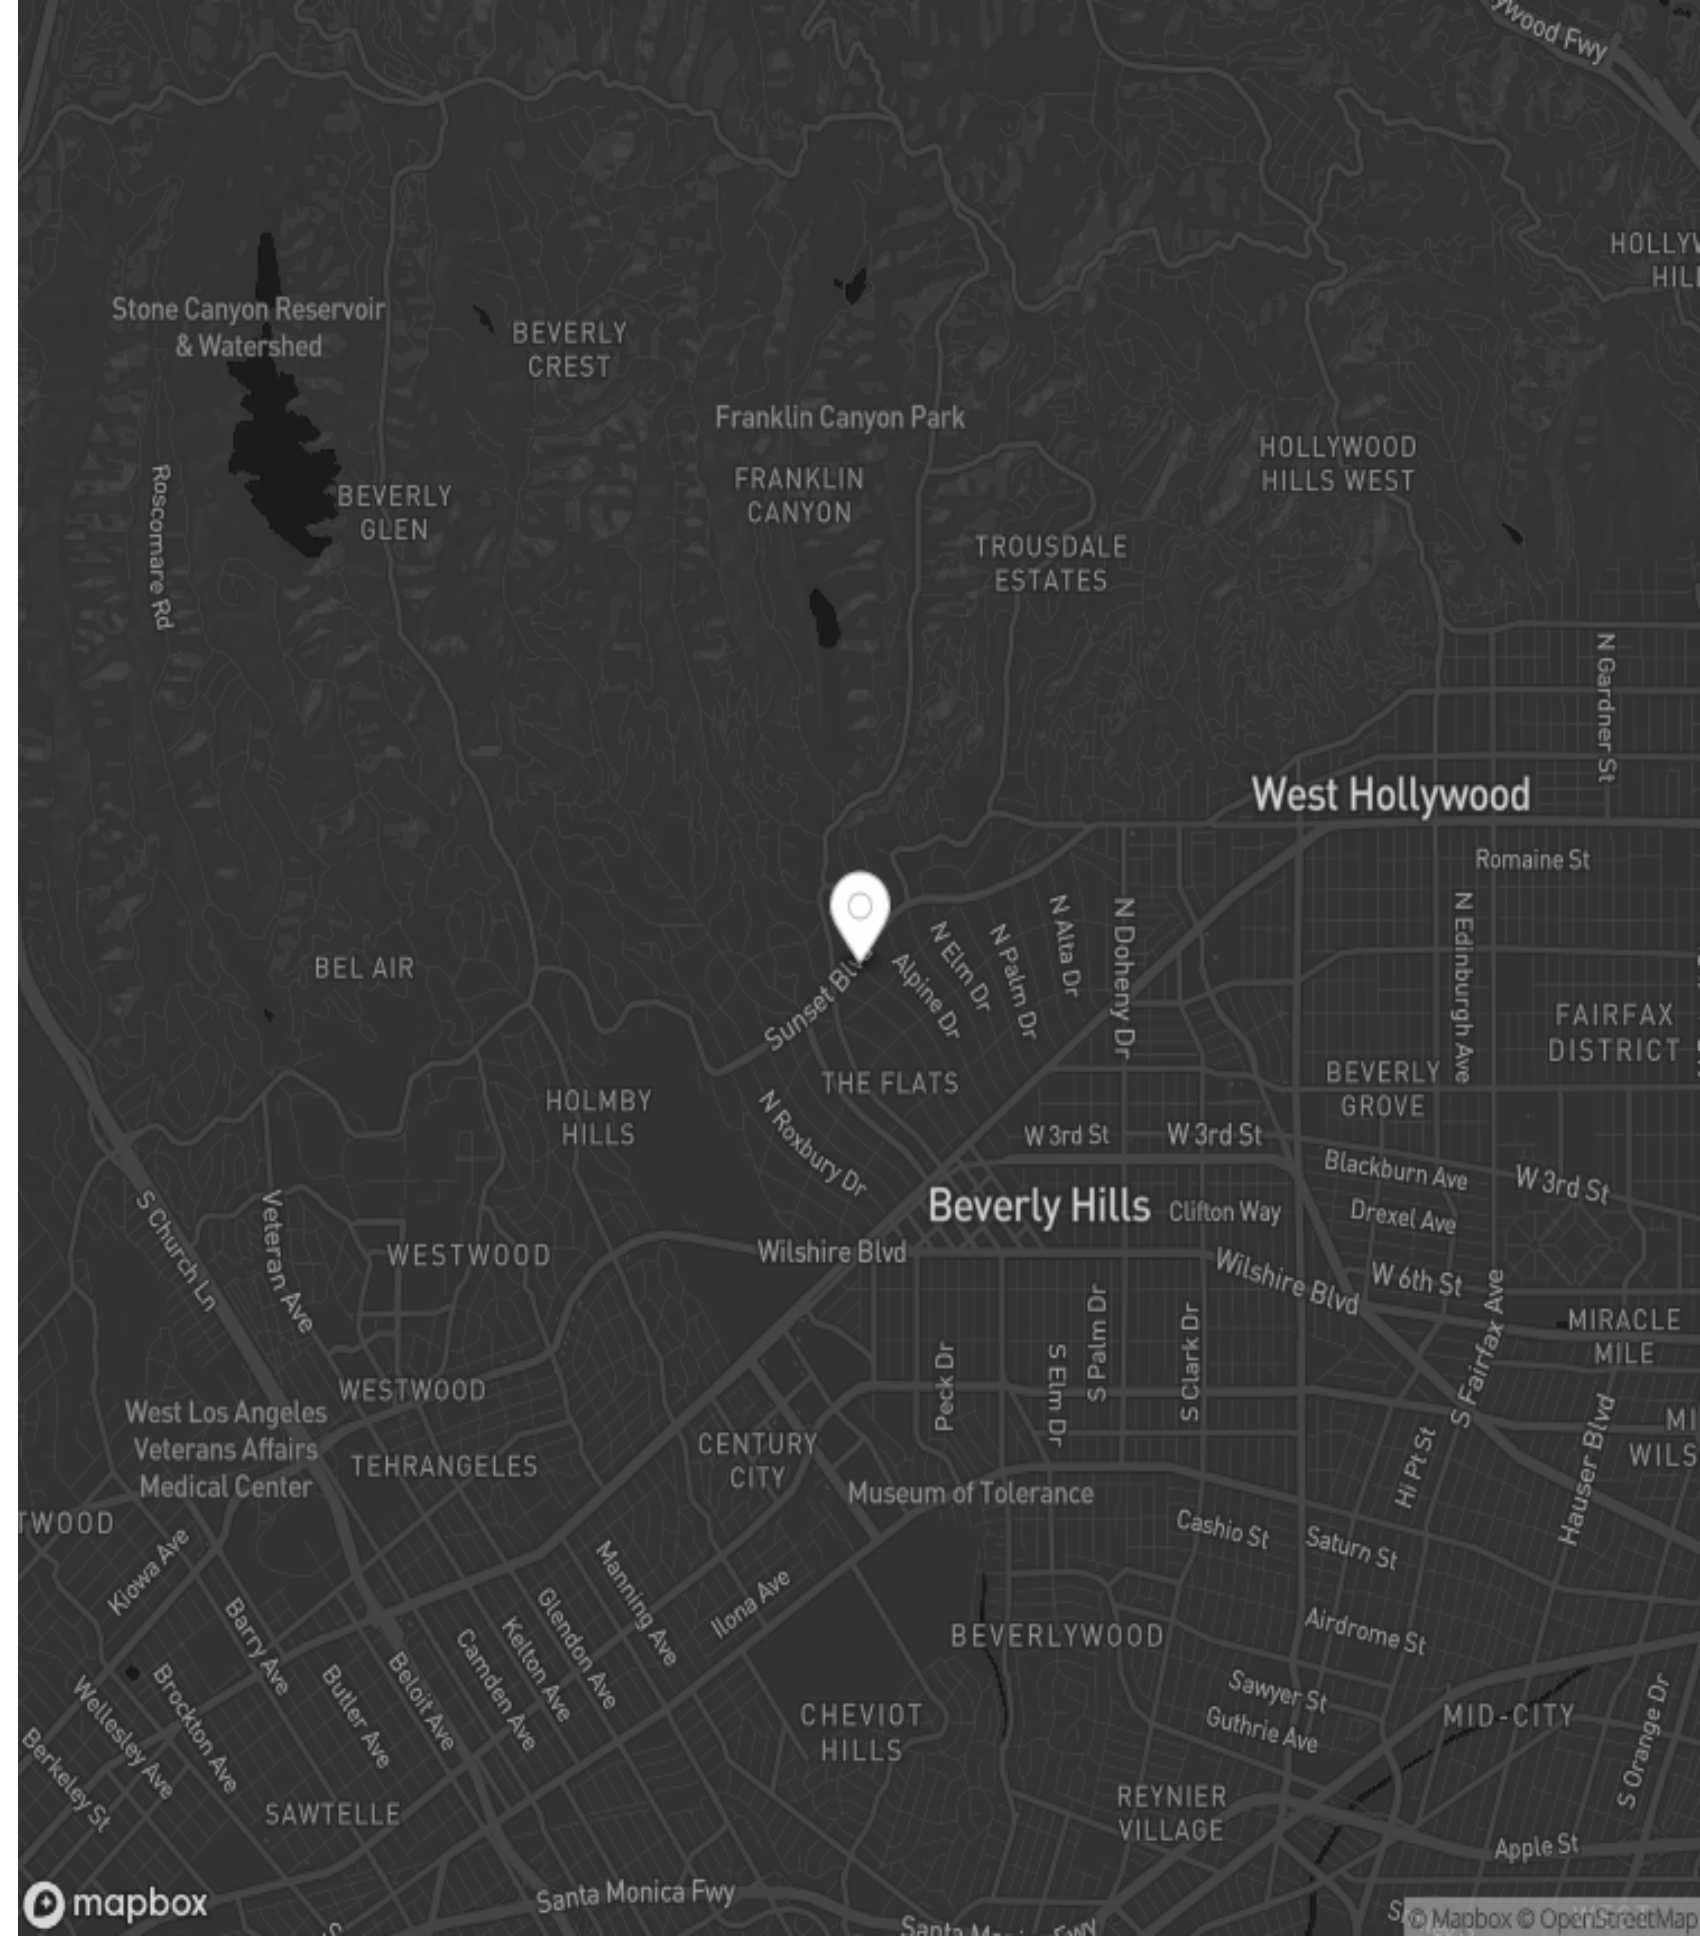 ywood Fwy
HOLLYW
HILL
Stone Canyon Reservoir
& Watershed
BEVERLY
CREST
Franklin Canyon Park
HOLLYWOOD
HILLS WEST
FRANKLIN
CANYON
Roscomare Rd
BEVERLY
GLEN
TROUSDALE
ESTATES
N Gardner St
West Hollywood
Romaine St
BEL AIR
Sunset Blv
Alpine Dr
N Elm Dr
N Palm Dr
N Alta Dr
N Doheny Dr
N Edinburgh Ave
FAIRFAX
DISTRICT
THE FLATS
BEVERLY
GROVE
HOLMBY
HILLS
N Roxbury Dr
W 3rd St
W 3rd St
Blackburn Ave
W 3rd St
Beverly Hills
Clifton Way
Drexel Ave
S Church Ln
Veteran Ave
WESTWOOD
Wilshire Blvd
Wilshire Blvd
W 6th St
S Fairfax Ave
MIRACLE
MILE
Peck Dr
S Elm Dr
S Palm Dr
S Clark Dr
WESTWOOD
West Los Angeles
Veterans Affairs
Medical Center
TEHRANGELES
CENTURY
CITY
Hi Pt St
Hauser Blvd
MI
WILS
Museum of Tolerance
TWOOD
Cashio St
Saturn St
Kiowa Ave
Barry Ave
Manning Ave
Glendon Ave
Kelton Ave
Camden Ave
Ilona Ave
BEVERLYWOOD
Airdrome St
Wellesley Ave
Brockton Ave
Butler Ave
Beloit Ave
Sawyer St
Guthrie Ave
MID-CITY
S Orange Dr
CHEVIOT
HILLS
Berkeley St
SAWTELLE
REYNIER
VILLAGE
Apple St
mapbox
Santa Monica Fwy
© Mapbox © OpenStreetMap